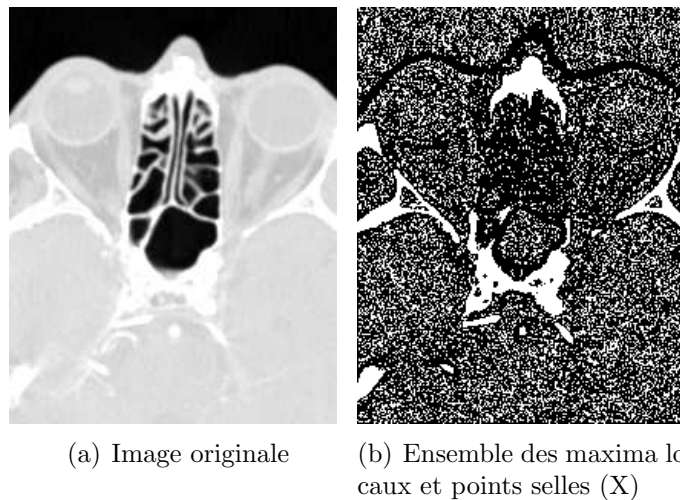 (a) Image originale
(b) Ensemble des maxima lo
caux et points selles (X)